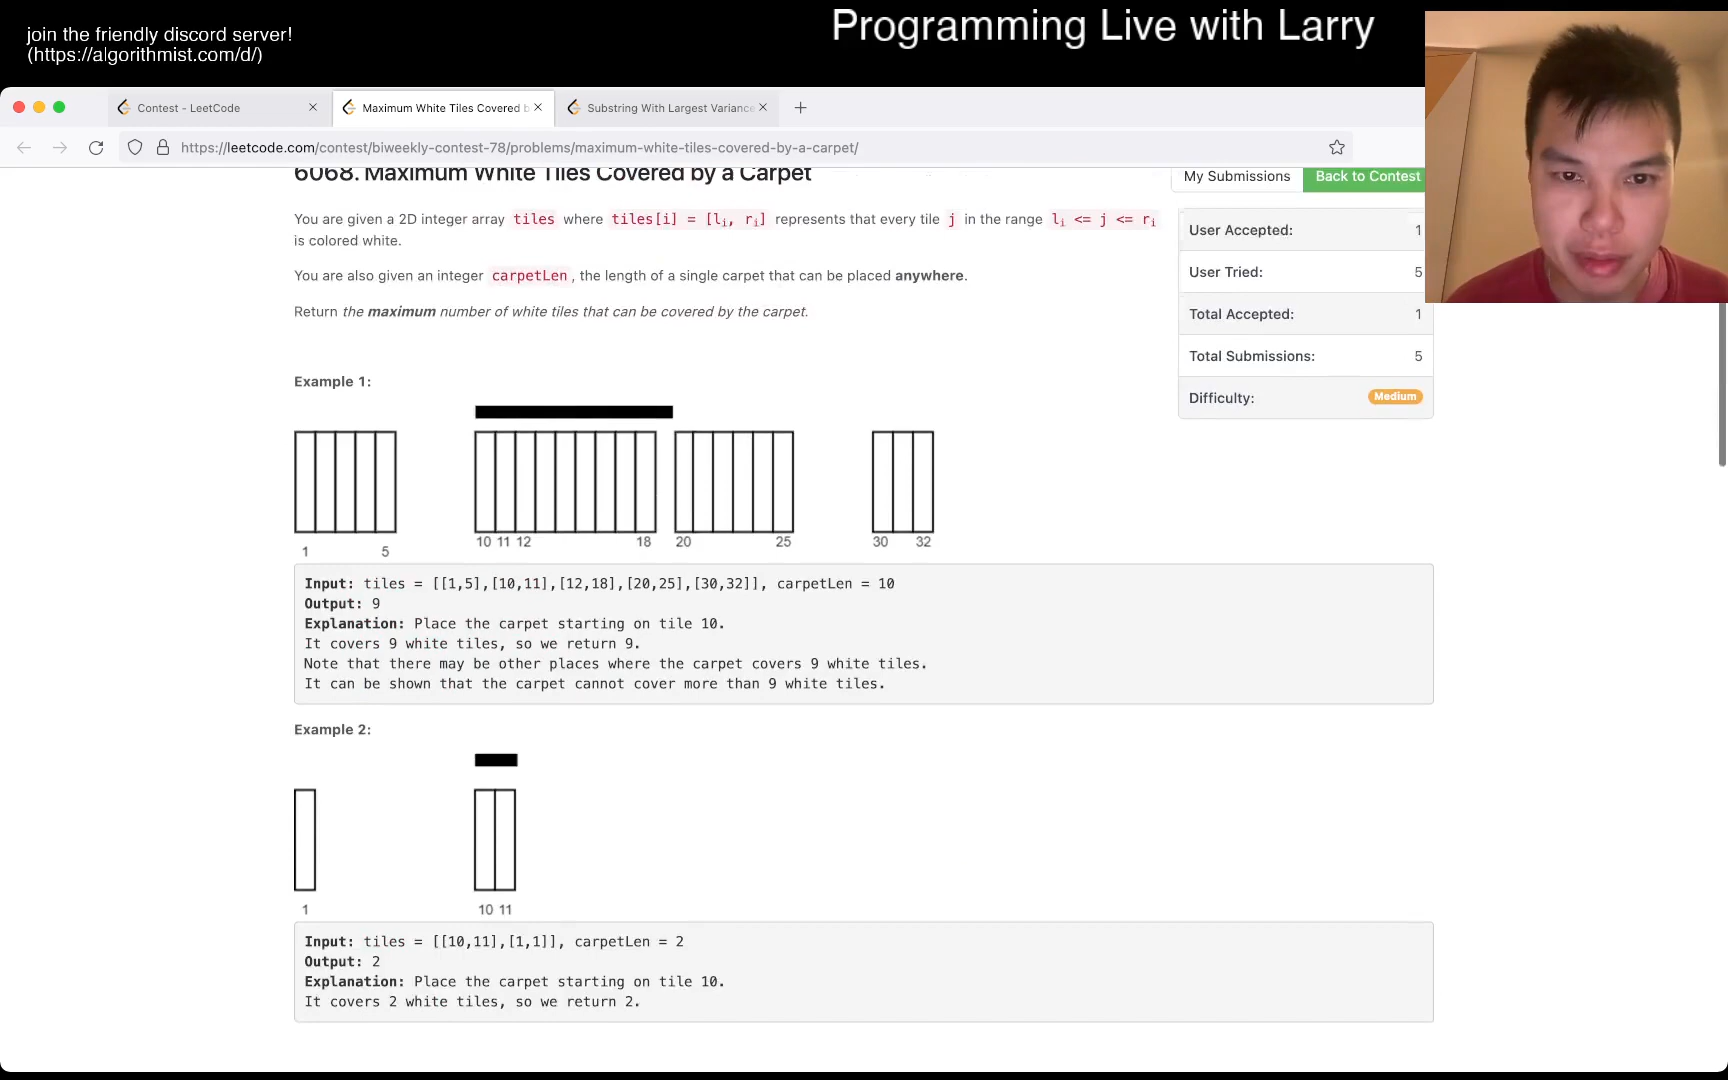 join the friendly discord server!
(https://algorithmist.com/d/)
Programming Live with Larry
Contest - LeetCode
Maximum White Tiles Covered b
Substring With Largest Variance
https://leetcode.com/contest/biweekly-contest-78/problems/maximum-white-tiles-covered-by-a-carpet/
6068. Maximum White Tiles Covered by a Carpet
My Submissions
Back to Contest
You are given a 2D integer array tiles where tiles[i] = [li, ri] represents that every tile j in the range li <= j <= ri
is colored white.
You are also given an integer carpetLen, the length of a single carpet that can be placed anywhere.
Return the maximum number of white tiles that can be covered by the carpet.
User Accepted: 1
User Tried: 5
Total Accepted: 1
Total Submissions: 5
Difficulty: Medium
Example 1:
1 5 10 11 12 18 20 25 30 32
Input: tiles = [[1,5],[10,11],[12,18],[20,25],[30,32]], carpetLen = 10
Output: 9
Explanation: Place the carpet starting on tile 10.
It covers 9 white tiles, so we return 9.
Note that there may be other places where the carpet covers 9 white tiles.
It can be shown that the carpet cannot cover more than 9 white tiles.
Example 2:
1 10 11
Input: tiles = [[10,11],[1,1]], carpetLen = 2
Output: 2
Explanation: Place the carpet starting on tile 10.
It covers 2 white tiles, so we return 2.